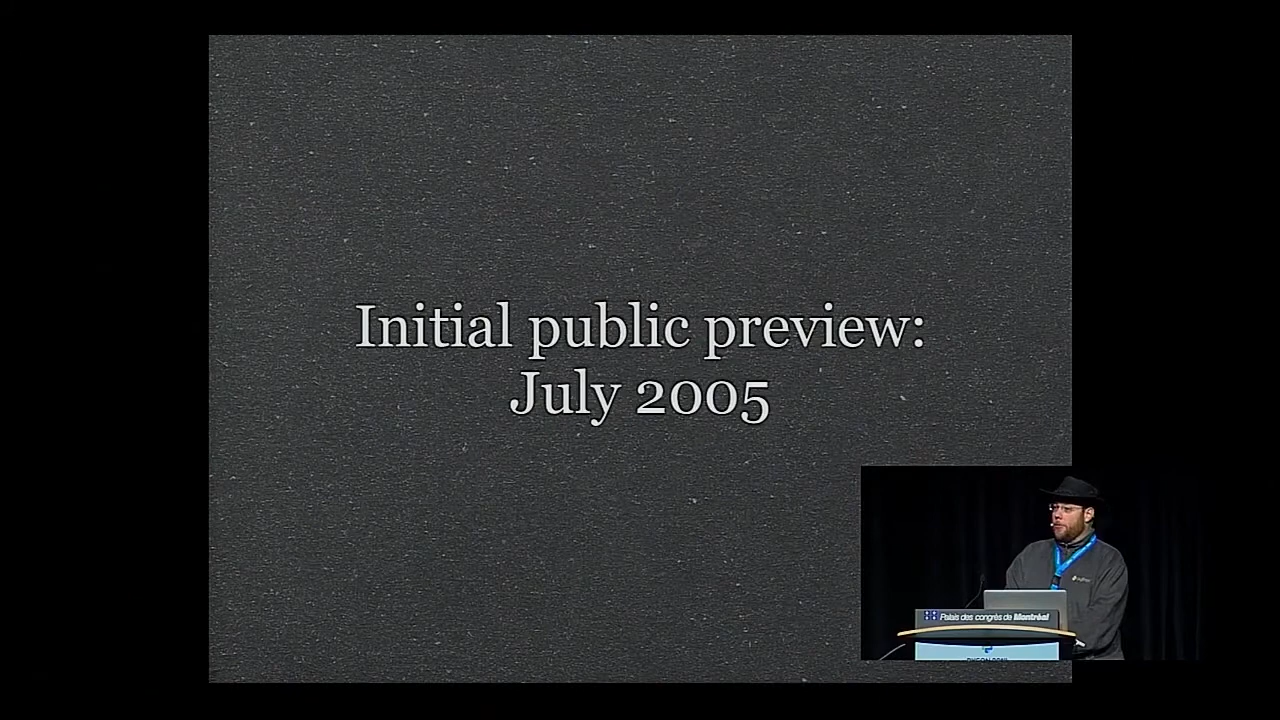 Initial public preview:
July 2005
Palais des congrès de Montréal